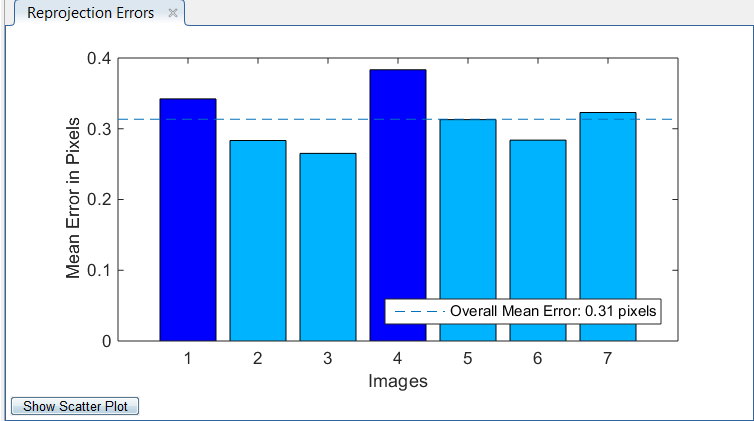 Reprojection Errors
0.4
0.3
0.2
0.1
0
Mean Error in Pixels
Overall Mean Error: 0.31 pixels
1 2 3 4 5 6 7
Images
Show Scatter Plot